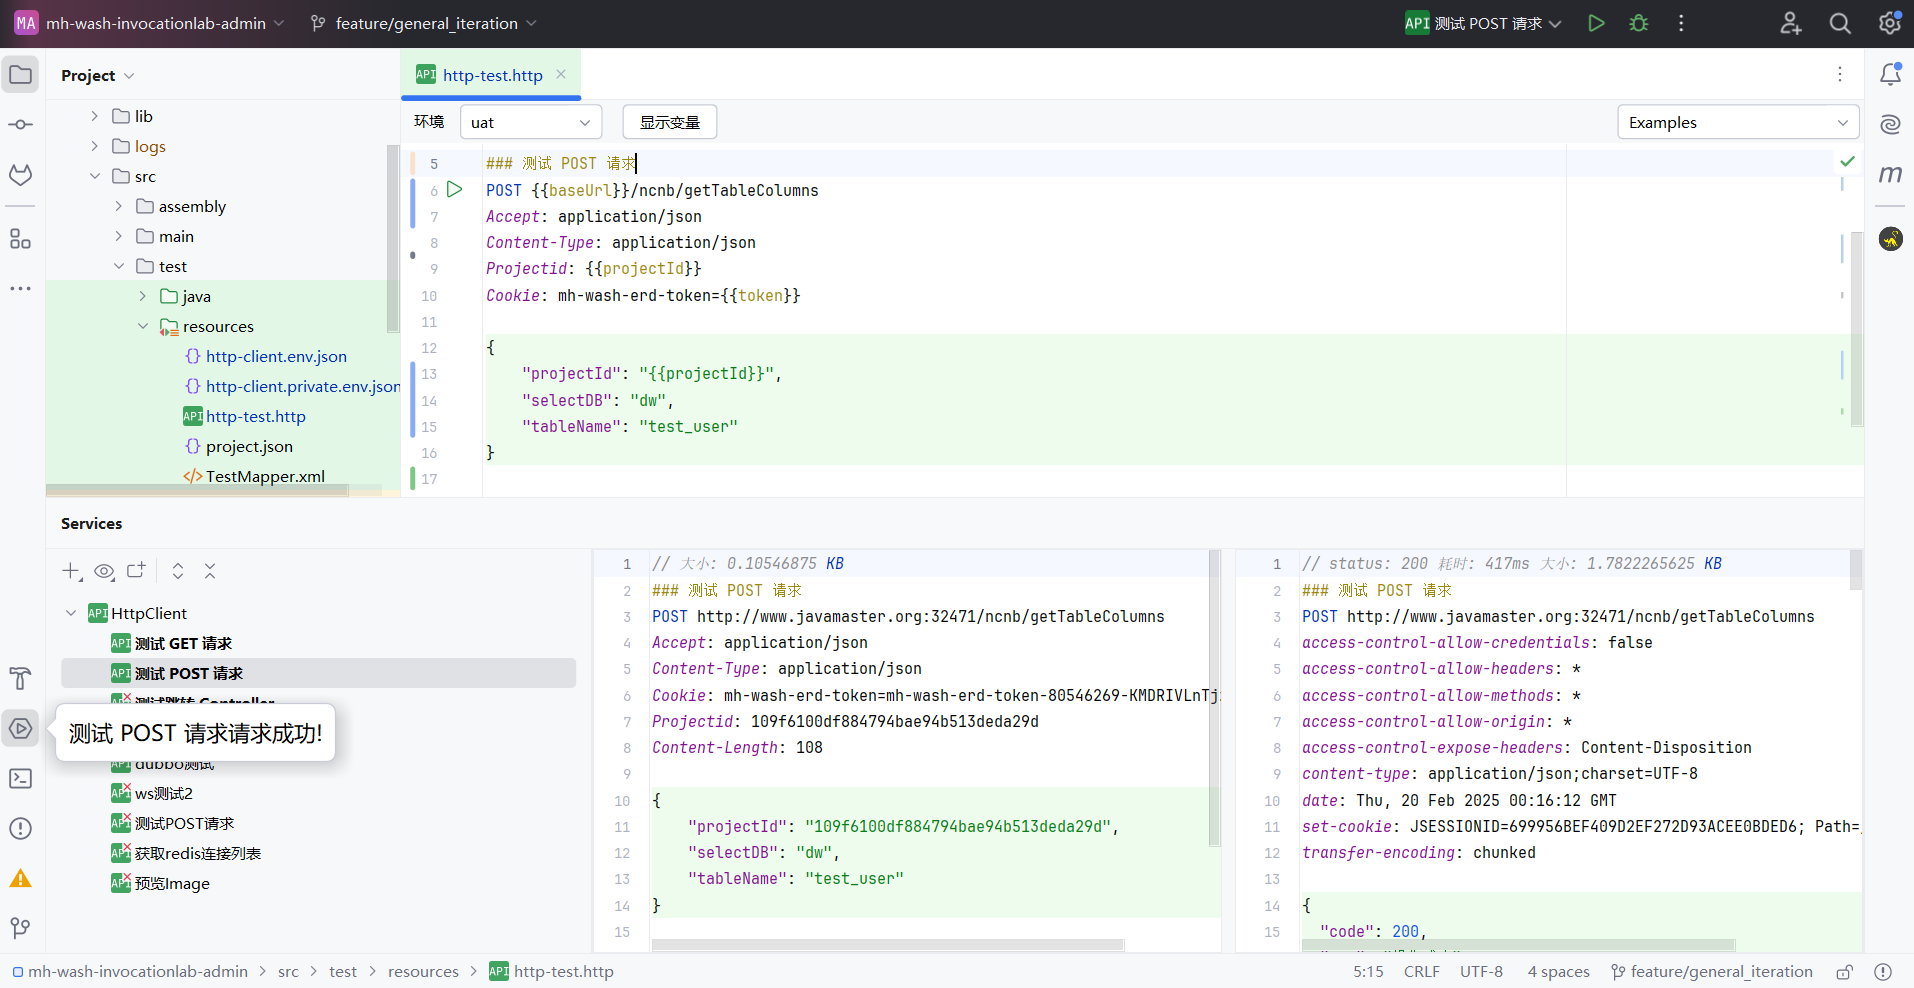 MA mh-wash-invocationlab-admin feature/general_iteration API 测试 POST 请求
Project
API http-test.http
lib
logs
src
assembly
main
test
java
resources
{} http-client.env.json
{} http-client.private.env.json
API http-test.http
{} project.json
</> TestMapper.xml
环境 uat 显示变量 Examples
5 ### 测试 POST 请求
6 POST {{baseUrl}}/ncnb/getTableColumns
7 Accept: application/json
8 Content-Type: application/json
9 Projectid: {{projectId}}
10 Cookie: mh-wash-erd-token={{token}}
11
12 {
13 "projectId": "{{projectId}}",
14 "selectDB": "dw",
15 "tableName": "test_user"
16 }
17
m
Services
API HttpClient
API 测试 GET 请求
API 测试 POST 请求
API 测试跳转 Controller
测试 POST 请求请求成功!
API dubbo测试
API ws测试2
API 测试POST请求
API 获取redis连接列表
API 预览Image
1 // 大小: 0.10546875 KB
2 ### 测试 POST 请求
3 POST http://www.javamaster.org:32471/ncnb/getTableColumns
4 Accept: application/json
5 Content-Type: application/json
6 Cookie: mh-wash-erd-token=mh-wash-erd-token-80546269-KMDRIVLnTj
7 Projectid: 109f6100df884794bae94b513deda29d
8 Content-Length: 108
9
10 {
11 "projectId": "109f6100df884794bae94b513deda29d",
12 "selectDB": "dw",
13 "tableName": "test_user"
14 }
15
1 // status: 200 耗时: 417ms 大小: 1.7822265625 KB
2 ### 测试 POST 请求
3 POST http://www.javamaster.org:32471/ncnb/getTableColumns
4 access-control-allow-credentials: false
5 access-control-allow-headers: *
6 access-control-allow-methods: *
7 access-control-allow-origin: *
8 access-control-expose-headers: Content-Disposition
9 content-type: application/json;charset=UTF-8
10 date: Thu, 20 Feb 2025 00:16:12 GMT
11 set-cookie: JSESSIONID=699956BEF409D2EF272D93ACEE0BDED6; Path=
12 transfer-encoding: chunked
13
14 {
15 "code": 200,
mh-wash-invocationlab-admin > src > test > resources > API http-test.http
5:15 CRLF UTF-8 4 spaces feature/general_iteration